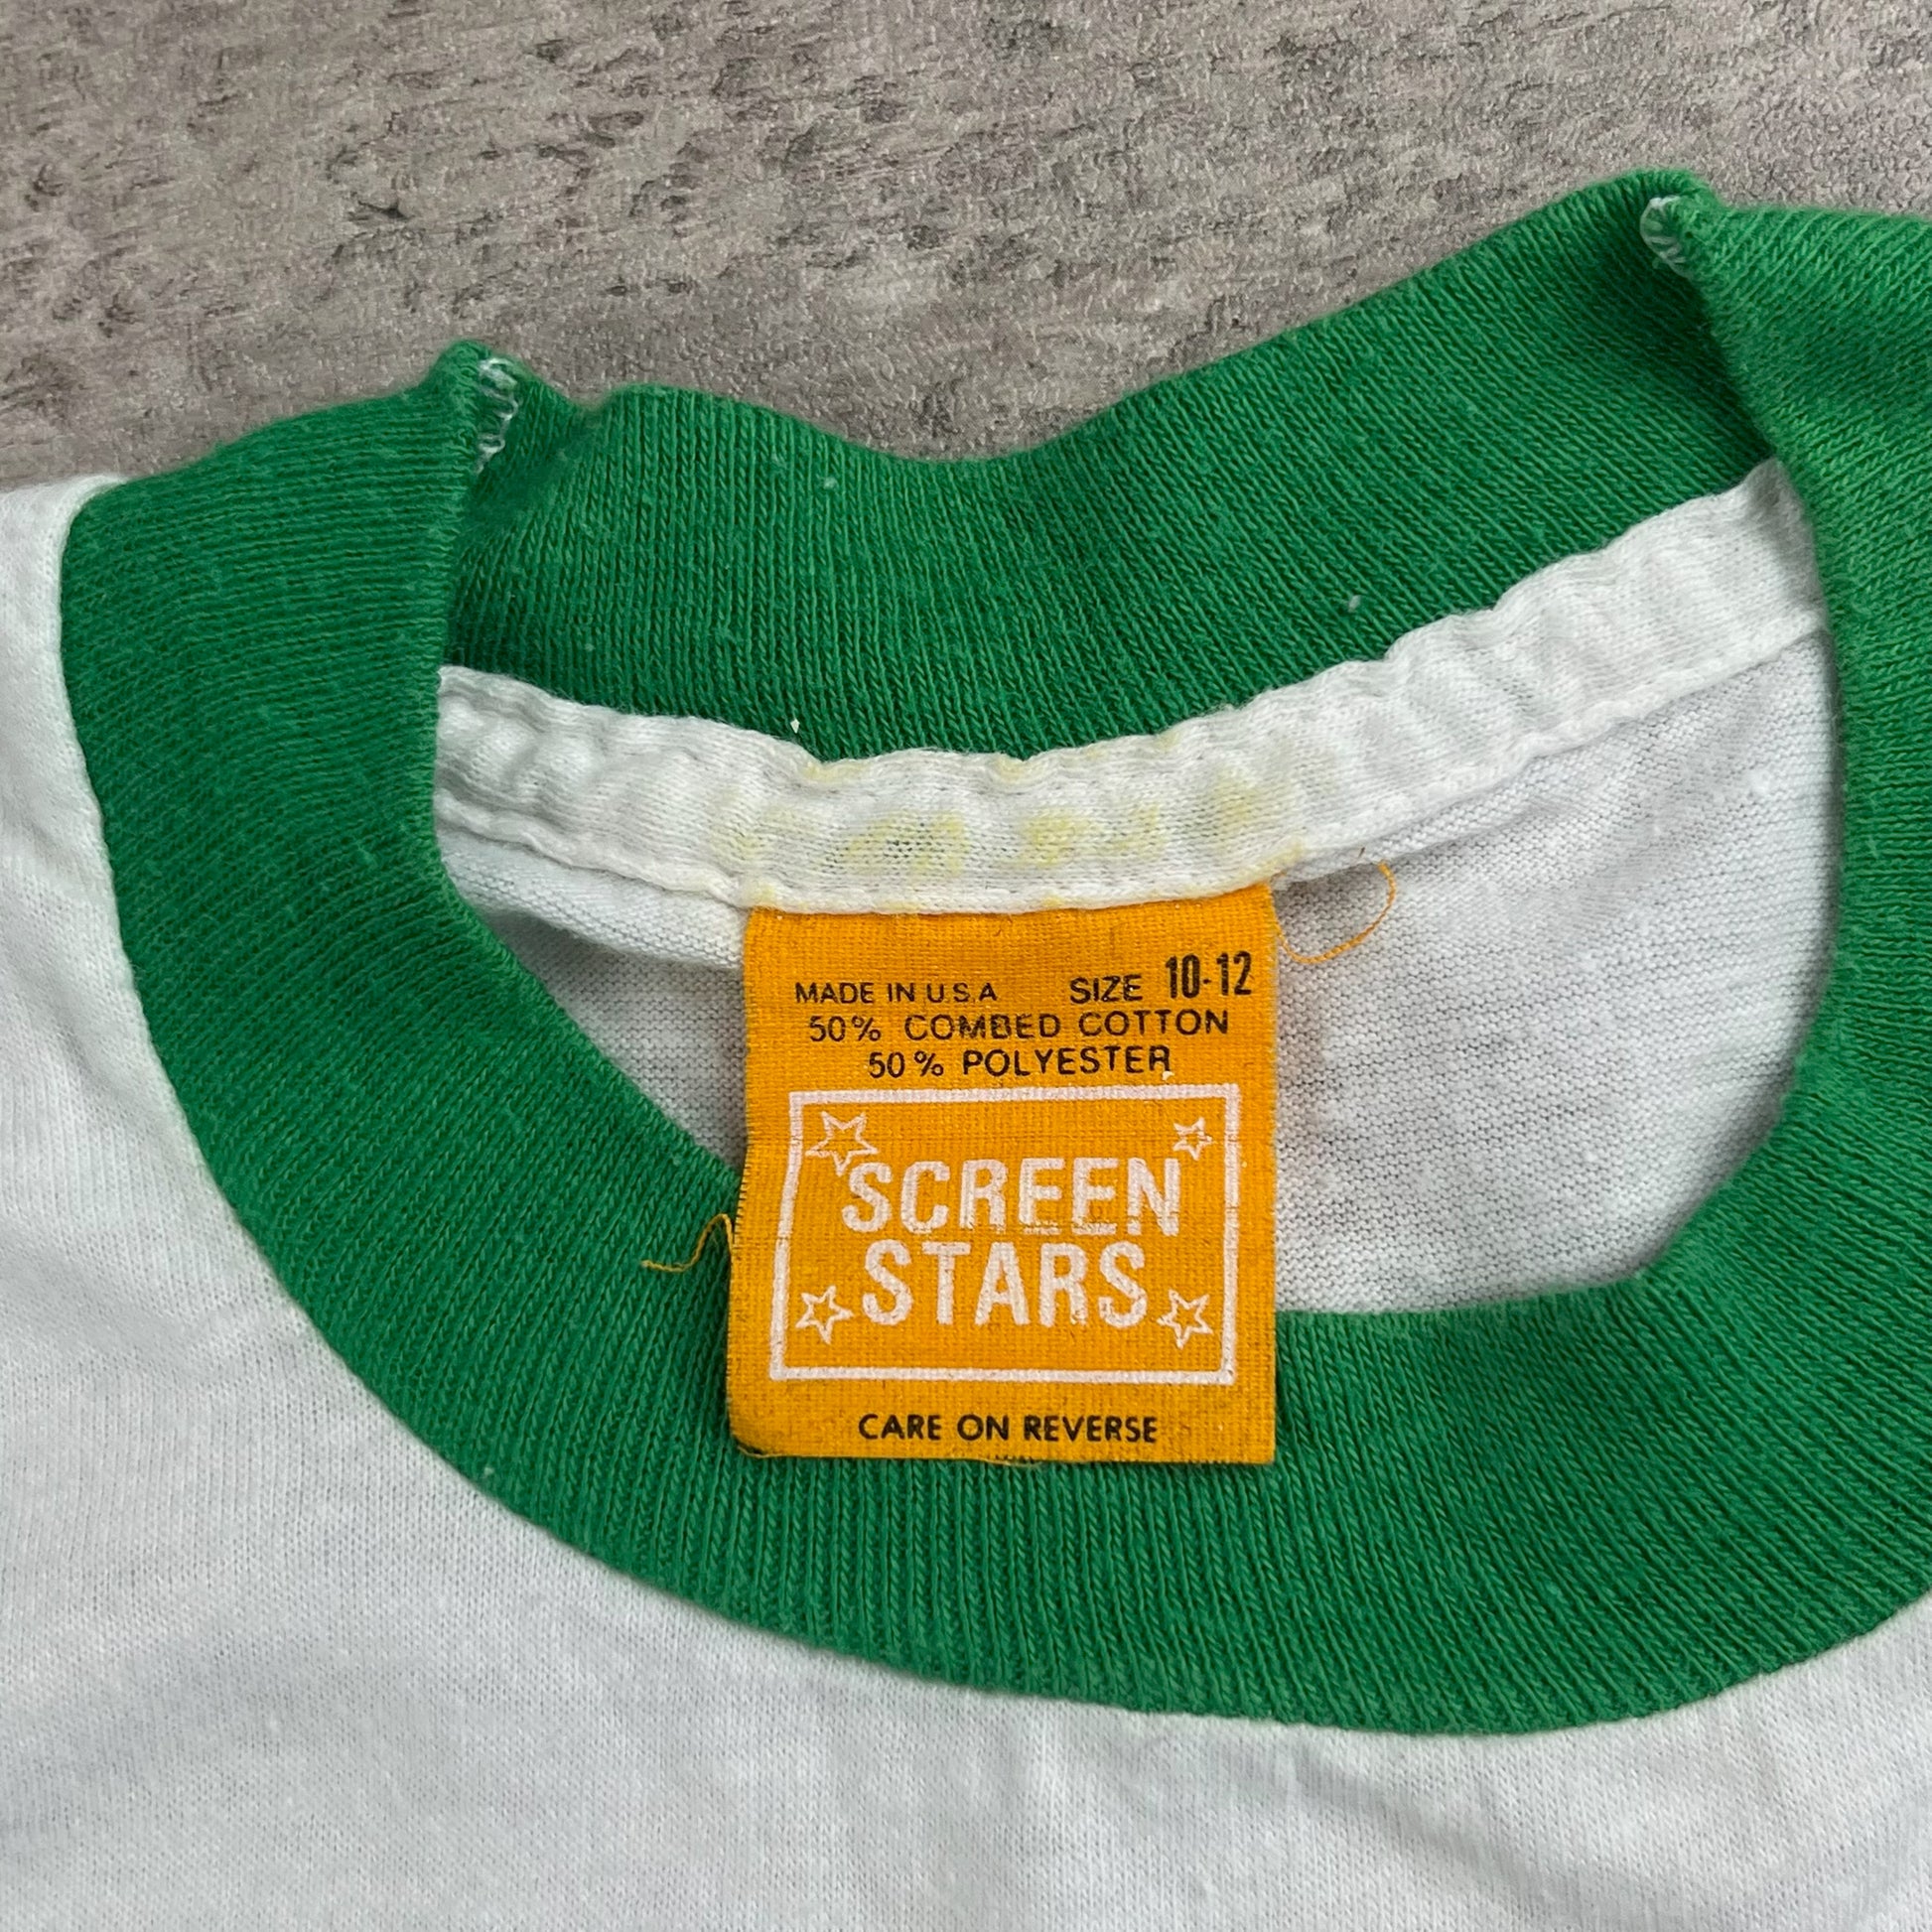 MADE IN U.S.A SIZE 10-12
50% COMBED COTTON
50% POLYESTER
SCREEN
STARS
CARE ON REVERSE